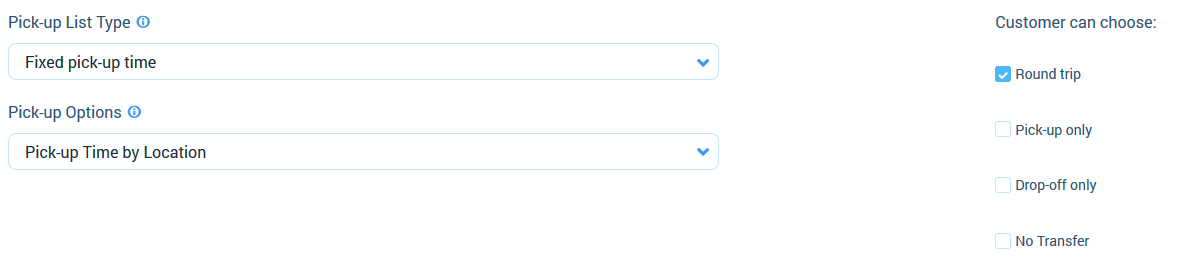 Pick-up List Type
Fixed pick-up time
Pick-up Options
Pick-up Time by Location
Customer can choose:
Round trip
Pick-up only
Drop-off only
No Transfer